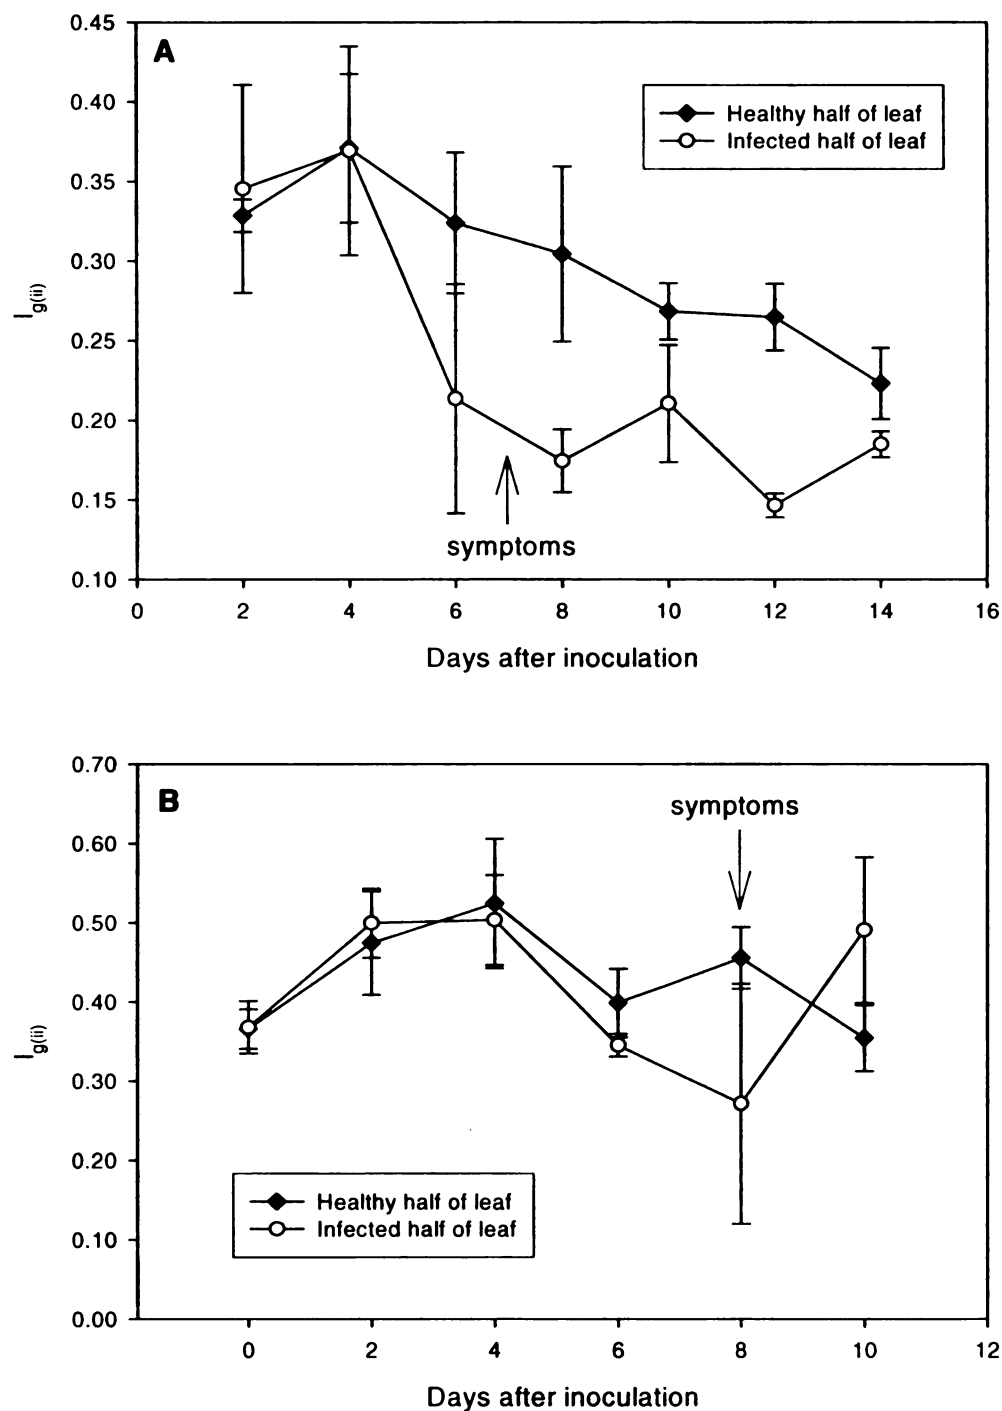 A
0.45
0.40
0.35
0.30
0.25
0.20
0.15
0.10
I g(ii)
Healthy half of leaf
Infected half of leaf
symptoms
0 2 4 6 8 10 12 14 16
Days after inoculation
B
0.70
0.60
0.50
0.40
0.30
0.20
0.10
0.00
I g(ii)
symptoms
Healthy half of leaf
Infected half of leaf
0 2 4 6 8 10 12
Days after inoculation